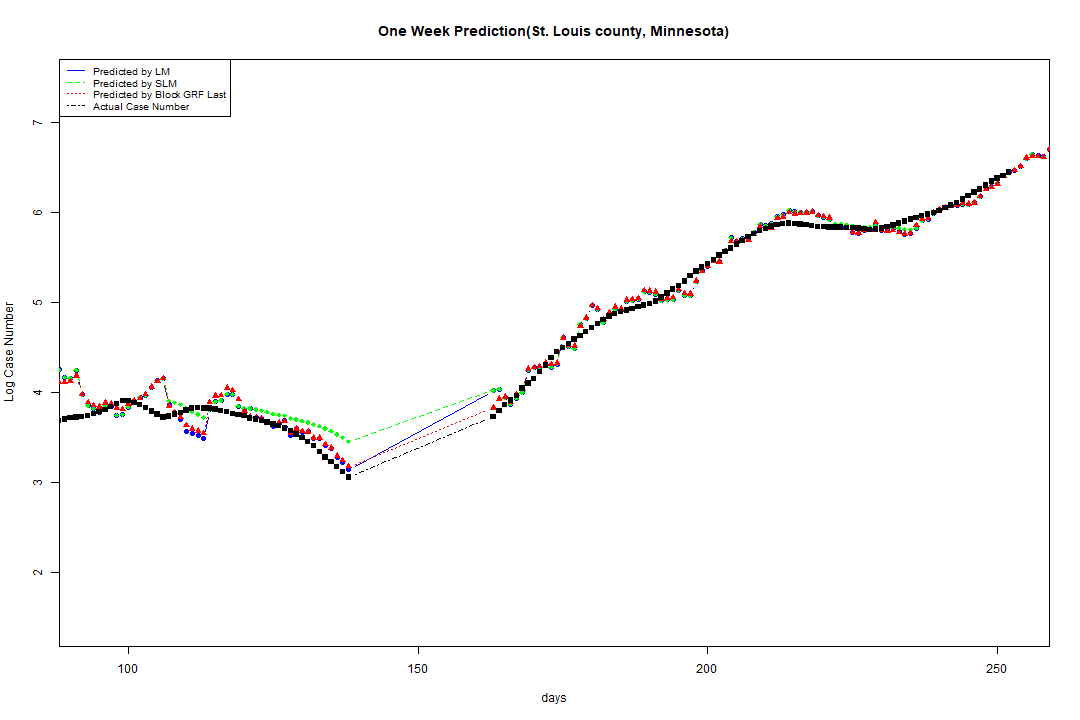 One Week Prediction(St. Louis county, Minnesota)
Predicted by LM
Predicted by SLM
Predicted by Block GRF Last
Actual Case Number
Log Case Number
7
6
5
4
3
2
100 150 200 250
days